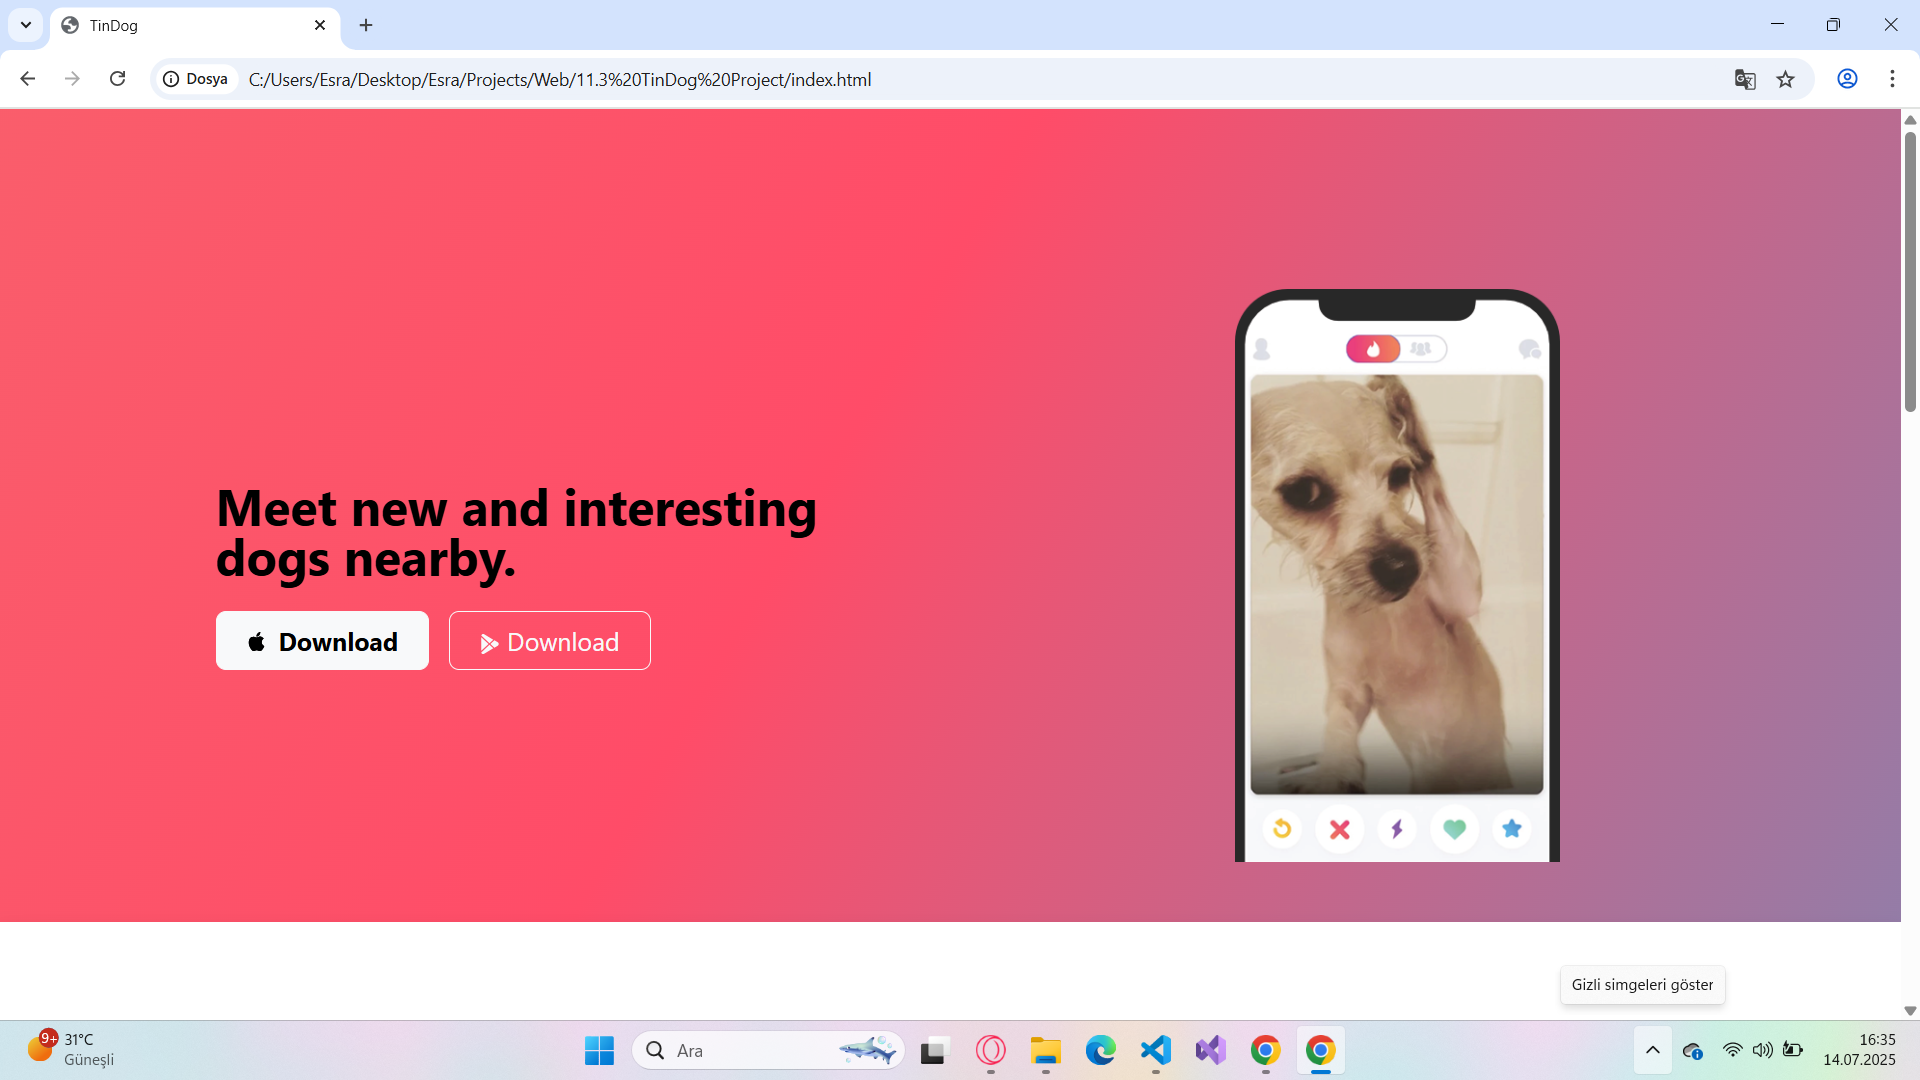 TinDog
Dosya
C:/Users/Esra/Desktop/Esra/Projects/Web/11.3%20TinDog%20Project/index.html
Meet new and interesting
dogs nearby.
Download
Download
Gizli simgeleri göster
9+
31°C
Güneşli
Ara
16:35
14.07.2025